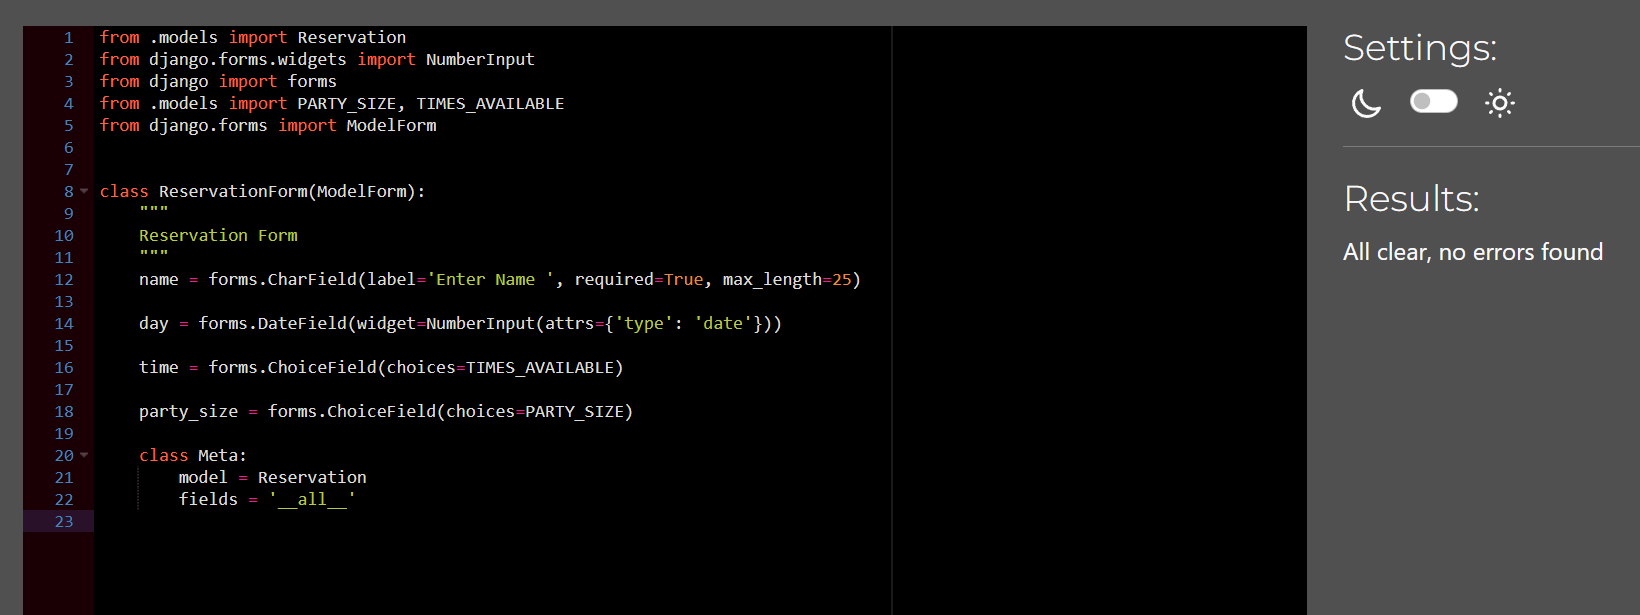 1 from .models import Reservation
2 from django.forms.widgets import NumberInput
3 from django import forms
4 from .models import PARTY_SIZE, TIMES_AVAILABLE
5 from django.forms import ModelForm
6
7
8 class ReservationForm(ModelForm):
9     """
10     Reservation Form
11     """
12     name = forms.CharField(label='Enter Name ', required=True, max_length=25)
13
14     day = forms.DateField(widget=NumberInput(attrs={'type': 'date'}))
15
16     time = forms.ChoiceField(choices=TIMES_AVAILABLE)
17
18     party_size = forms.ChoiceField(choices=PARTY_SIZE)
19
20     class Meta:
21         model = Reservation
22         fields = '__all__'
23
Settings:
Results:
All clear, no errors found